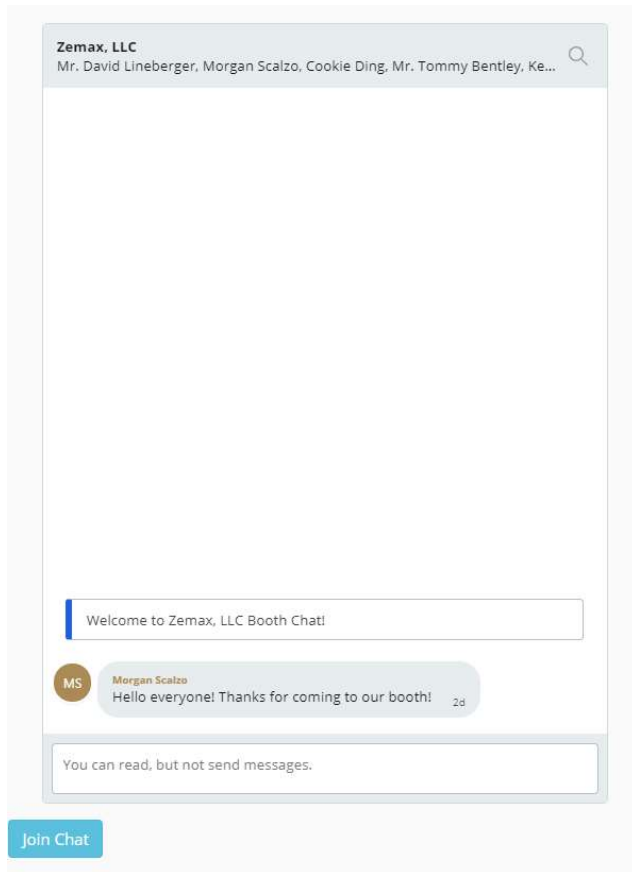 Zemax, LLC
Mr. David Lineberger, Morgan Scalzo, Cookie Ding, Mr. Tommy Bentley, Ke...
Welcome to Zemax, LLC Booth Chat!
MS
Morgan Scalzo
Hello everyone! Thanks for coming to our booth!
2d
You can read, but not send messages.
Join Chat